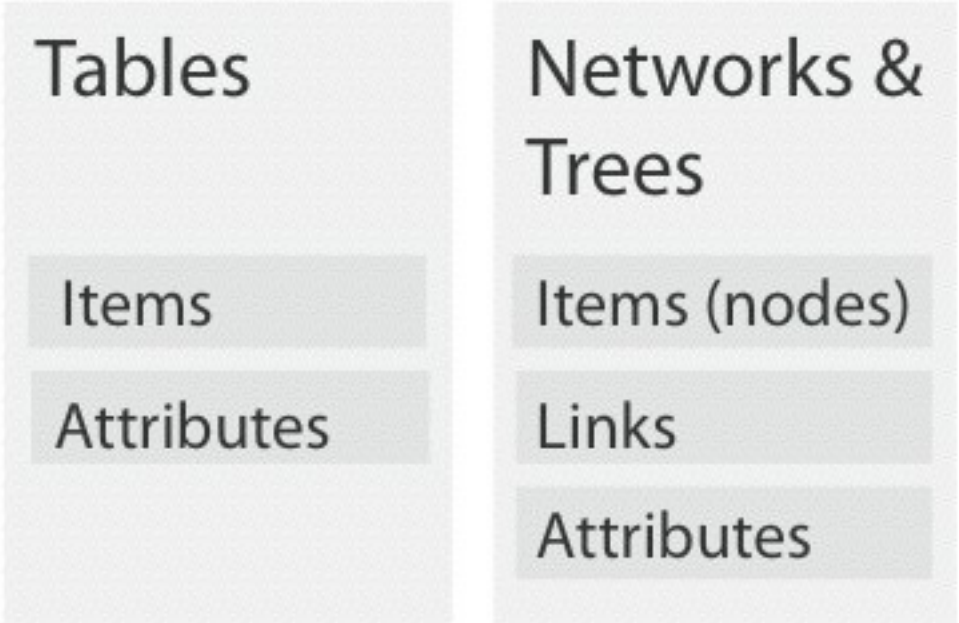 Tables
Items
Attributes
Networks &
Trees
Items (nodes)
Links
Attributes